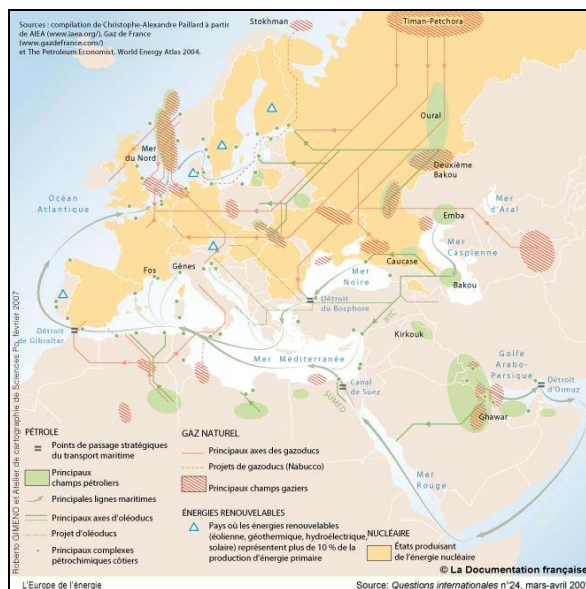 Sources : compilation de Christophe-Alexandre Paillard à partir
de AIEA (www.iaea.org/), Gaz de France
(www.gazdefrance.com/)
et The Petroleum Economist, World Energy Atlas 2004.
Stokhman
Timan-Petchora
Oural
Mer
du Nord
Deuxième
Bakou
Océan
Atlantique
Emba
Mer
d'Aral
Mer
Caspienne
Fos
Gênes
Caucase
Mer
Noire
Bakou
Détroit
du Bosphore
BTC
Détroit
de Gibraltar
Kirkouk
Mer Méditerranée
Golfe
Arabo-
Persique
Canal
de Suez
Détroit
d'Ormuz
SUMED
Ghawar
Mer
Rouge
PÉTROLE
Points de passage stratégiques
du transport maritime
Principaux
champs pétroliers
Principales lignes maritimes
Principaux axes d'oléoducs
Projet d'oléoducs
Principaux complexes
pétrochimiques côtiers
GAZ NATUREL
Principaux axes des gazoducs
Projets de gazoducs (Nabucco)
Principaux champs gaziers
ÉNERGIES RENOUVELABLES
Pays où les énergies renouvelables
(éolienne, géothermique, hydroélectrique,
solaire) représentent plus de 10 % de la
production d'énergie primaire
NUCLÉAIRE
États produisant
de l'énergie nucléaire
Roberto GIMENO et Atelier de cartographie de Sciences Po, février 2007
© La Documentation française
L'Europe de l'énergie
Source: Questions internationales n°24, mars-avril 200